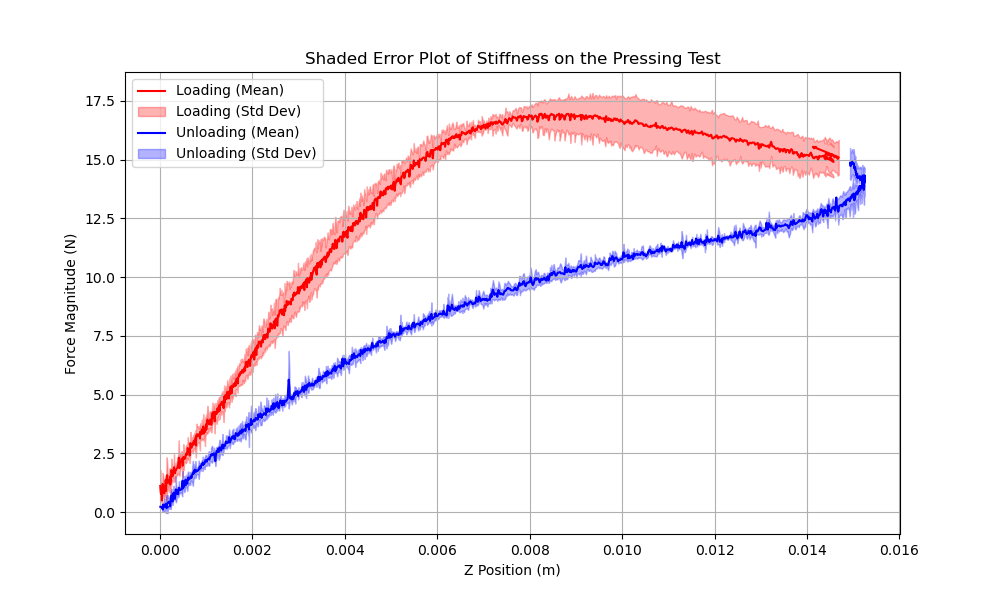 Shaded Error Plot of Stiffness on the Pressing Test
Loading (Mean)
Loading (Std Dev)
Unloading (Mean)
Unloading (Std Dev)
Force Magnitude (N)
17.5
15.0
12.5
10.0
7.5
5.0
2.5
0.0
0.000 0.002 0.004 0.006 0.008 0.010 0.012 0.014 0.016
Z Position (m)